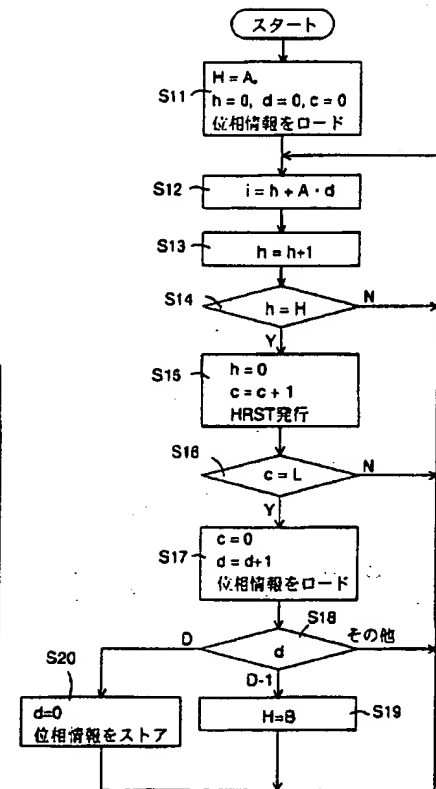 スタート
S11
H=A。
h=0, d=0, c=0
位相情報をロード
S12
i=h+A・d
S13
h=h+1
S14
h=H
N
Y
S15
h=0
c=c+1
HRST発行
S16
c=L
N
Y
S17
c=0
d=d+1
位相情報をロード
S18
D
d
その他
D-1
S20
d=0
位相情報をストア
H=B
S19